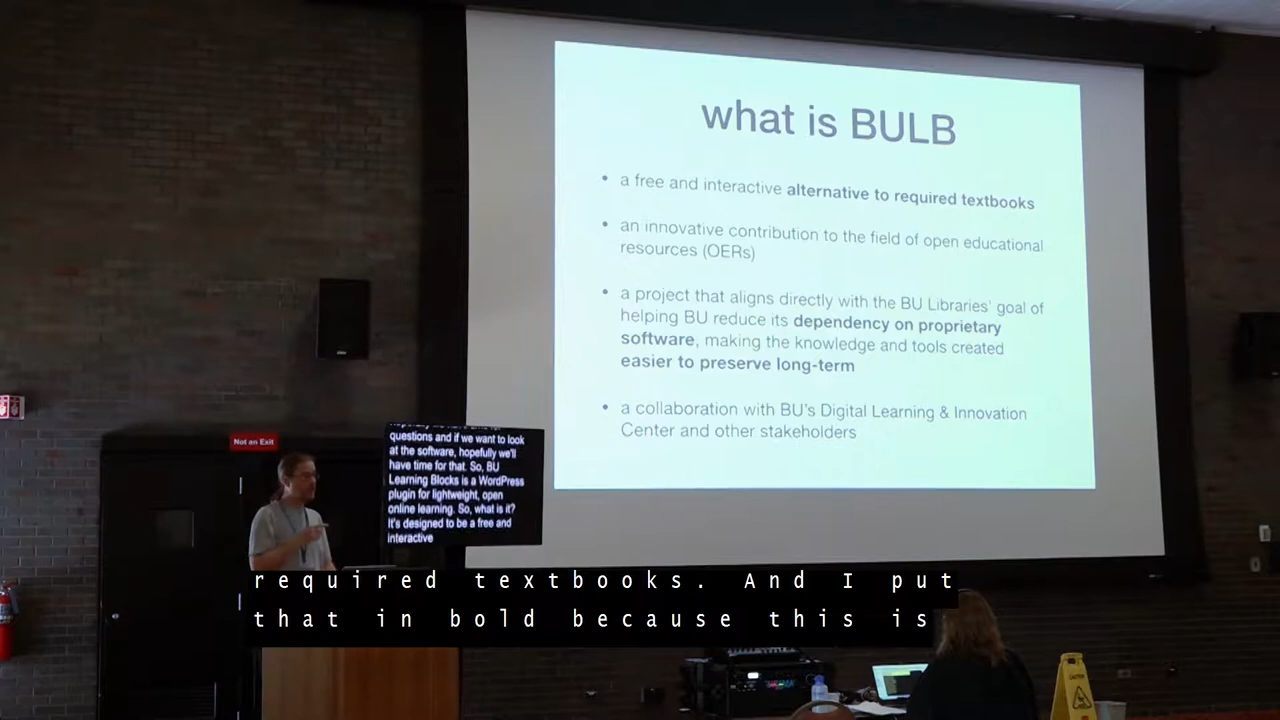 what is BULB
• a free and interactive alternative to required textbooks
• an innovative contribution to the field of open educational
resources (OERs)
• a project that aligns directly with the BU Libraries' goal of
helping BU reduce its dependency on proprietary
software, making the knowledge and tools created
easier to preserve long-term
• a collaboration with BU's Digital Learning & Innovation
Center and other stakeholders
Not an Exit
questions and if we want to look
at the software, hopefully we'll
have time for that. So, BU
Learning Blocks is a WordPress
plugin for lightweight, open
online learning. So, what is it?
It's designed to be a free and
interactive
required textbooks. And I put
that in bold because this is
CAUTION